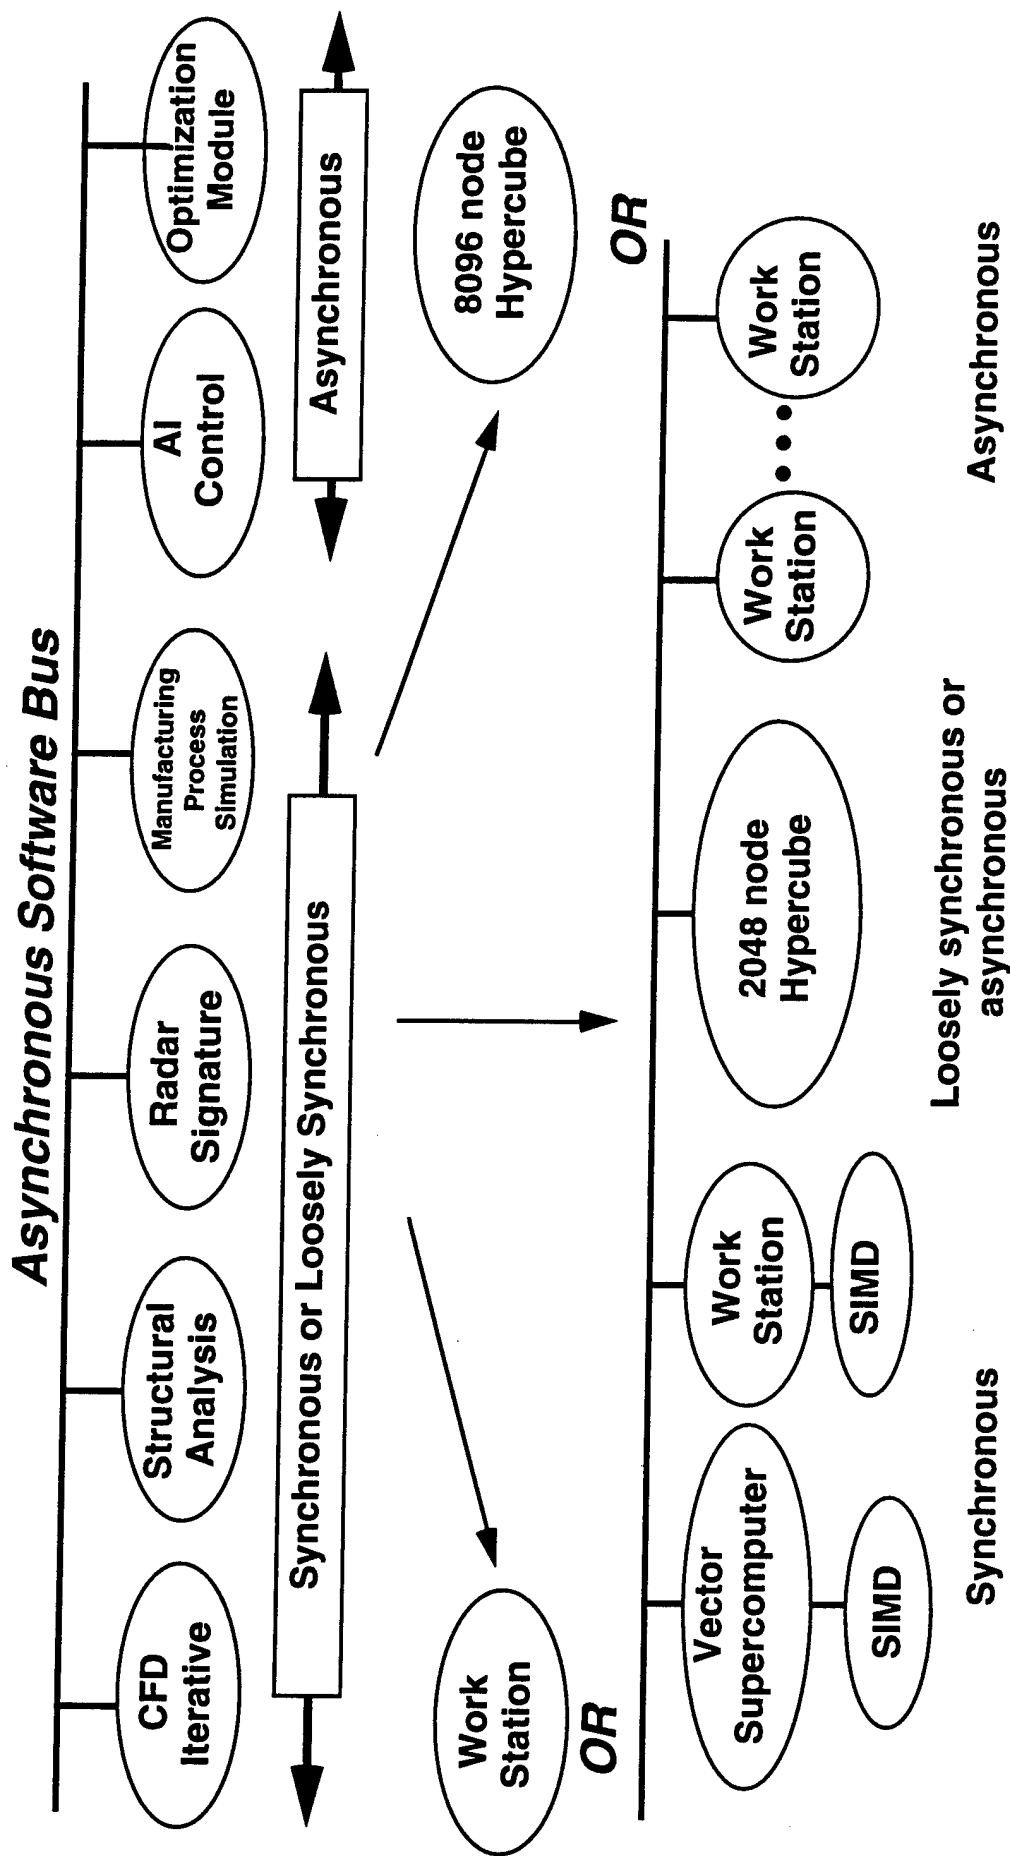 Asynchronous Software Bus
CFD
Iterative
Structural
Analysis
Radar
Signature
Manufacturing
Process
Simulation
AI
Control
Optimization
Module
Synchronous or Loosely Synchronous
Asynchronous
Work
Station
8096 node
Hypercube
OR
OR
Vector
Supercomputer
SIMD
Work
Station
SIMD
2048 node
Hypercube
Work
Station
Work
Station
Synchronous
Loosely synchronous or
asynchronous
Asynchronous